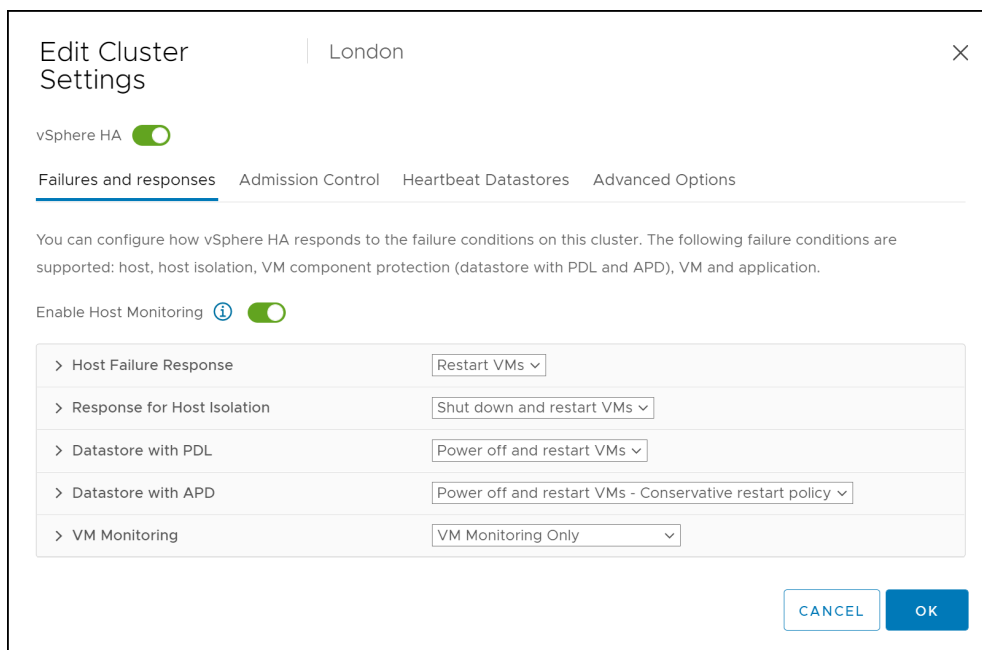 Edit Cluster
Settings
London
vSphere HA
Failures and responses Admission Control Heartbeat Datastores Advanced Options
You can configure how vSphere HA responds to the failure conditions on this cluster. The following failure conditions are
supported: host, host isolation, VM component protection (datastore with PDL and APD), VM and application.
Enable Host Monitoring
Host Failure Response Restart VMs
Response for Host Isolation Shut down and restart VMs
Datastore with PDL Power off and restart VMs
Datastore with APD Power off and restart VMs - Conservative restart policy
VM Monitoring VM Monitoring Only
CANCEL OK